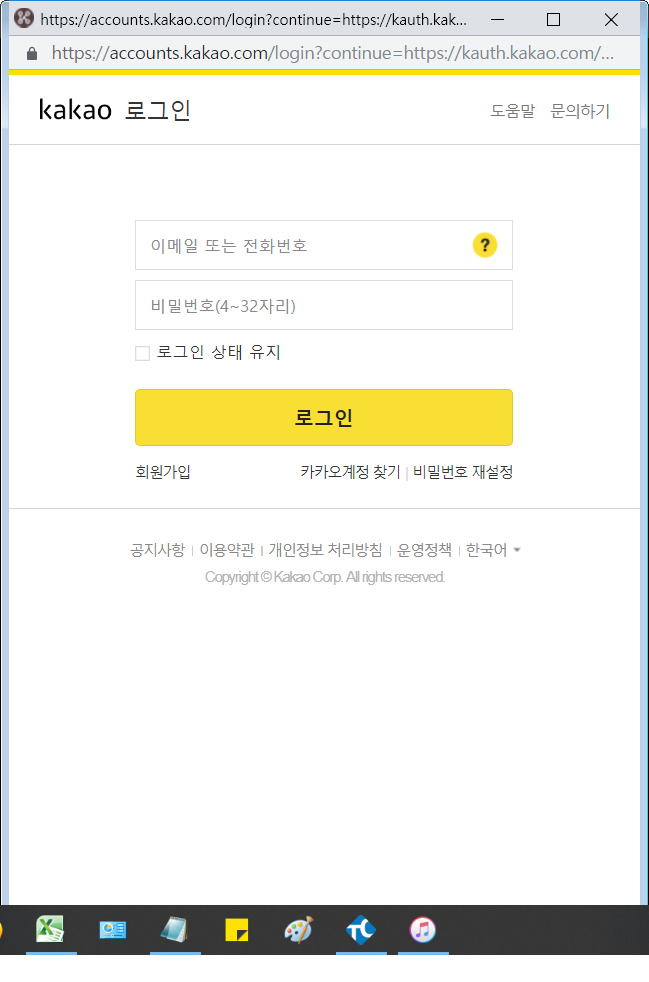 https://accounts.kakao.com/login?continue=https://kauth.kak...
https://accounts.kakao.com/login?continue=https://kauth.kakao.com/...
kakao 로그인 도움말 문의하기
이메일 또는 전화번호 ?
비밀번호(4~32자리)
로그인 상태 유지
로그인
회원가입 카카오계정 찾기 | 비밀번호 재설정
공지사항 | 이용약관 | 개인정보 처리방침 | 운영정책 | 한국어
Copyright © Kakao Corp. All rights reserved.
TC